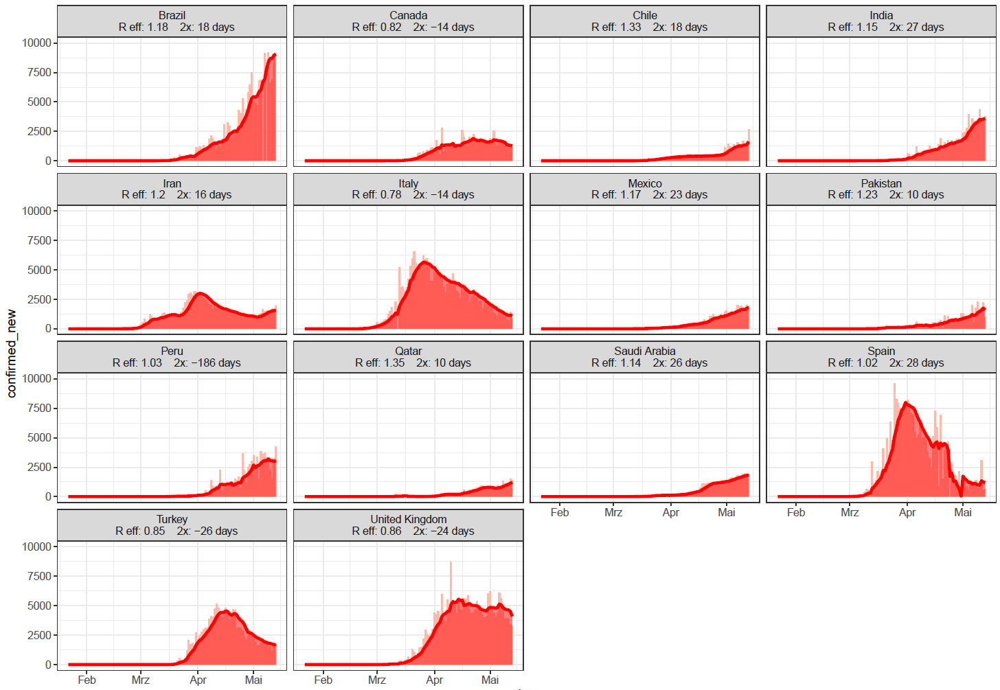 Brazil
R eff: 1.18    2x: 18 days
Canada
R eff: 0.82    2x: −14 days
Chile
R eff: 1.33    2x: 18 days
India
R eff: 1.15    2x: 27 days
10000
7500
5000
2500
0
Iran
R eff: 1.2    2x: 16 days
Italy
R eff: 0.78    2x: −14 days
Mexico
R eff: 1.17    2x: 23 days
Pakistan
R eff: 1.23    2x: 10 days
10000
7500
5000
2500
0
confirmed_new
Peru
R eff: 1.03    2x: −186 days
Qatar
R eff: 1.35    2x: 10 days
Saudi Arabia
R eff: 1.14    2x: 26 days
Spain
R eff: 1.02    2x: 28 days
10000
7500
5000
2500
0
Feb Mrz Apr Mai
Feb Mrz Apr Mai
Turkey
R eff: 0.85    2x: −26 days
United Kingdom
R eff: 0.86    2x: −24 days
10000
7500
5000
2500
0
Feb Mrz Apr Mai
Feb Mrz Apr Mai